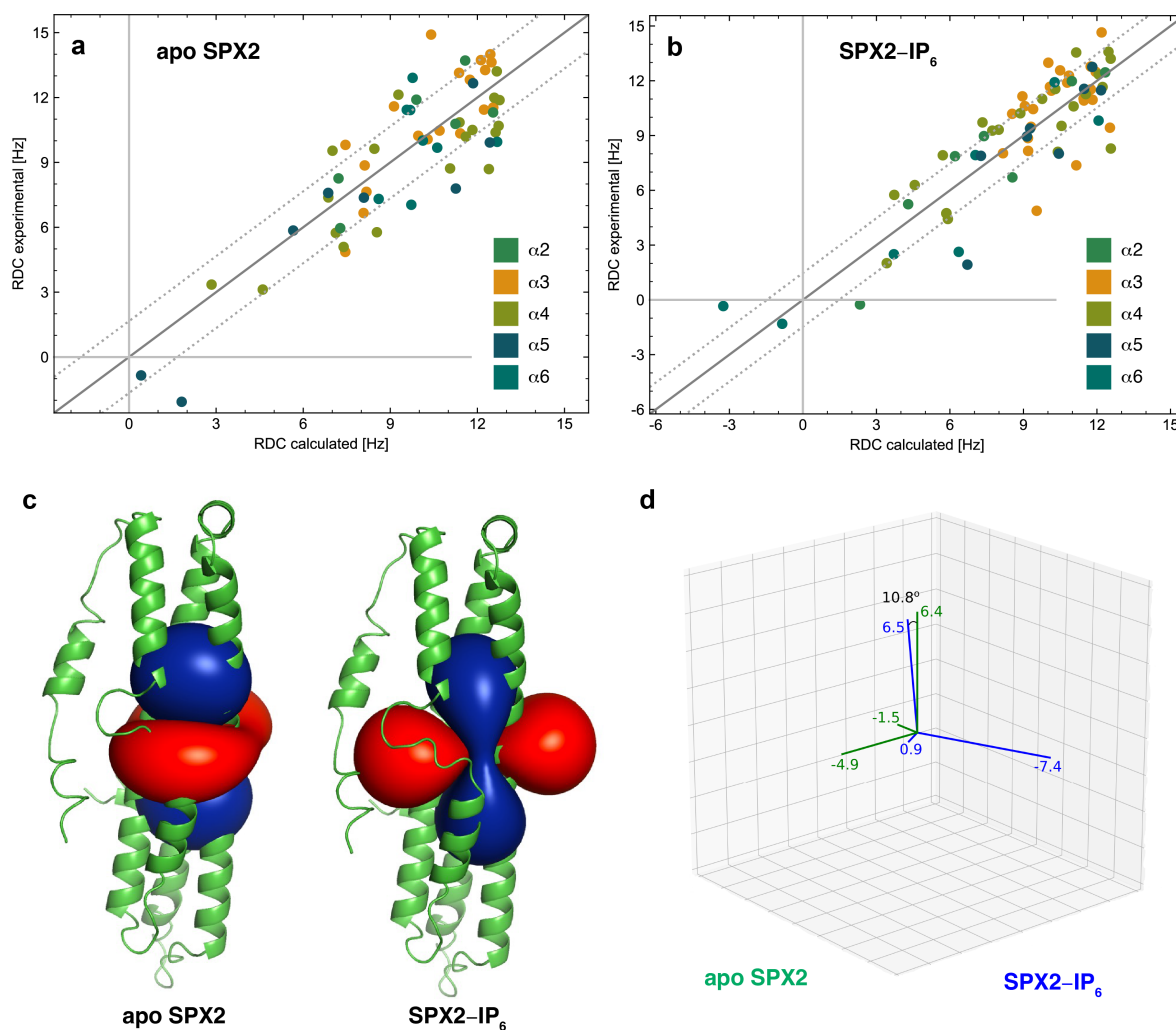 a
apo SPX2
RDC experimental [Hz]
15
12
9
6
3
0
α2
α3
α4
α5
α6
0 3 6 9 12 15
RDC calculated [Hz]
b
SPX2–IP₆
RDC experimental [Hz]
15
12
9
6
3
0
-3
-6
α2
α3
α4
α5
α6
-6 -3 0 3 6 9 12 15
RDC calculated [Hz]
c
apo SPX2
SPX2–IP₆
d
10.8º
6.4
6.5
-1.5
0.9
-4.9
-7.4
apo SPX2
SPX2–IP₆